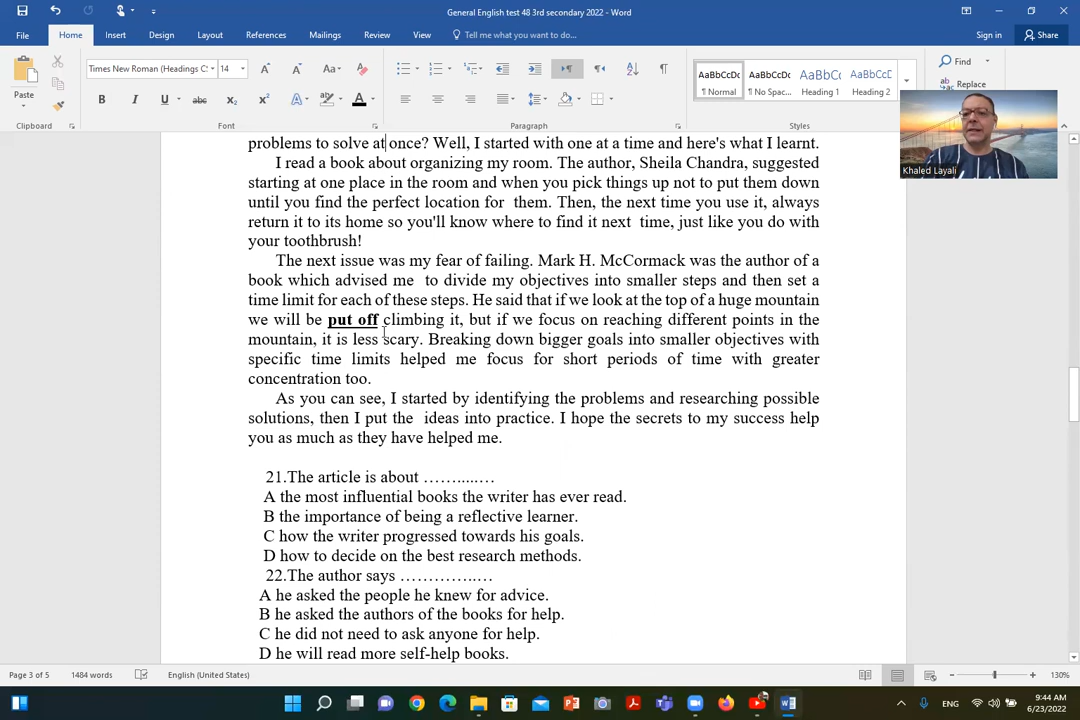 General English test 48 3rd secondary 2022 - Word
File Home Insert Design Layout References Mailings Review View Tell me what you want to do... Sign in Share
Paste
Times New Roman (Headings C: 14
Aa
B I U abc X₂ X² A A
AaBbCcDc AaBbCcDc AaBbCc AaBbCcD
¶ Normal ¶ No Spac... Heading 1 Heading 2
Find
Replace
Clipboard Font Paragraph Styles
Khaled Layali
problems to solve at once? Well, I started with one at a time and here's what I learnt.
I read a book about organizing my room. The author, Sheila Chandra, suggested
starting at one place in the room and when you pick things up not to put them down
until you find the perfect location for them. Then, the next time you use it, always
return it to its home so you'll know where to find it next time, just like you do with
your toothbrush!
The next issue was my fear of failing. Mark H. McCormack was the author of a
book which advised me to divide my objectives into smaller steps and then set a
time limit for each of these steps. He said that if we look at the top of a huge mountain
we will be put off climbing it, but if we focus on reaching different points in the
mountain, it is less scary. Breaking down bigger goals into smaller objectives with
specific time limits helped me focus for short periods of time with greater
concentration too.
As you can see, I started by identifying the problems and researching possible
solutions, then I put the ideas into practice. I hope the secrets to my success help
you as much as they have helped me.
21.The article is about …….....…
A the most influential books the writer has ever read.
B the importance of being a reflective learner.
C how the writer progressed towards his goals.
D how to decide on the best research methods.
22.The author says …………..…
A he asked the people he knew for advice.
B he asked the authors of the books for help.
C he did not need to ask anyone for help.
D he will read more self-help books.
Page 3 of 5 1484 words English (United States) 130%
ENG
9:44 AM
6/23/2022